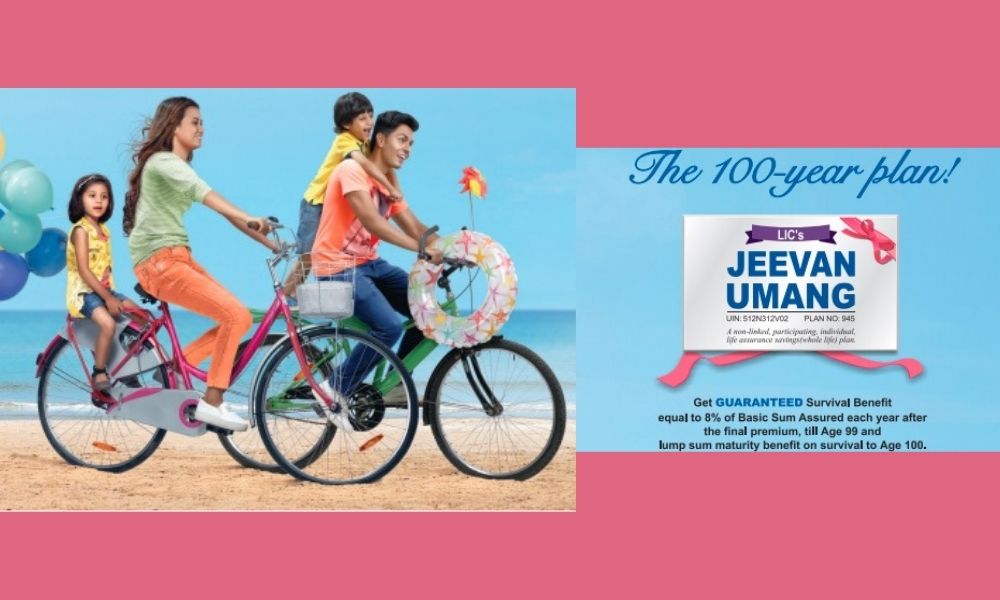 The 100-year plan!
LIC's
JEEVAN
UMANG
UIN: 512N312V02 PLAN NO: 945
A non-linked, participating, individual,
life assurance savings(whole life) plan.
Get GUARANTEED Survival Benefit
equal to 8% of Basic Sum Assured each year after
the final premium, till Age 99 and
lump sum maturity benefit on survival to Age 100.